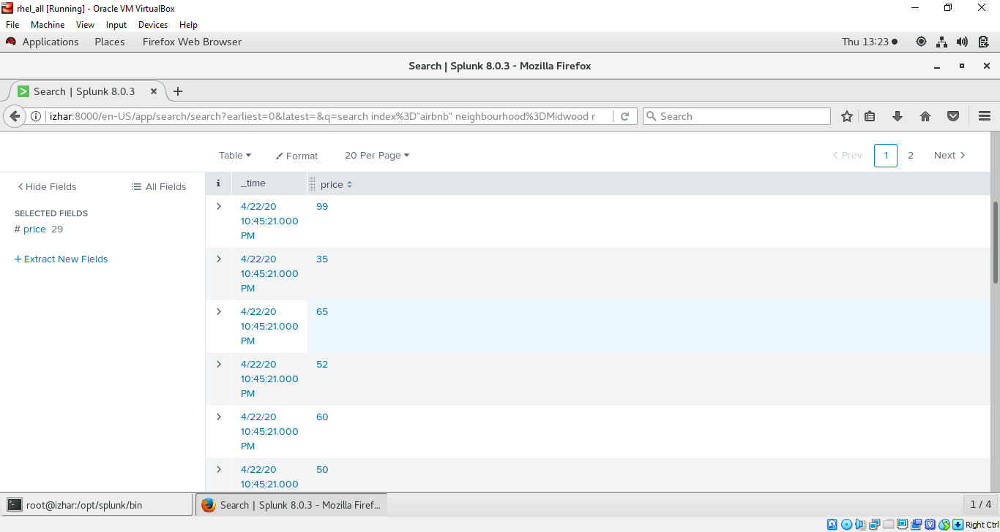 rhel_all [Running] - Oracle VM VirtualBox
File Machine View Input Devices Help
Applications Places Firefox Web Browser Thu 13:23
Search | Splunk 8.0.3 - Mozilla Firefox
Search | Splunk 8.0.3
izhar:8000/en-US/app/search/search?earliest=0&latest=&q=search index%3D"airbnb" neighbourhood%3DMidwood r
Search
Table Format 20 Per Page Prev 1 2 Next
Hide Fields All Fields
i _time price
SELECTED FIELDS
# price 29
+ Extract New Fields
4/22/20 99
10:45:21.000
PM
4/22/20 35
10:45:21.000
PM
4/22/20 65
10:45:21.000
PM
4/22/20 52
10:45:21.000
PM
4/22/20 60
10:45:21.000
PM
4/22/20 50
10:45:21.000
root@izhar:/opt/splunk/bin
Search | Splunk 8.0.3 - Mozilla Firef...
1 / 4
Right Ctrl